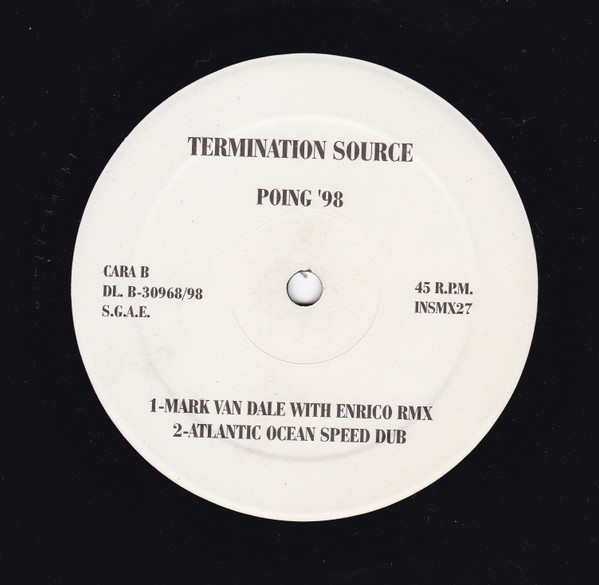 TERMINATION SOURCE
POING '98
CARA B
DL. B-30968/98
S.G.A.E.
45 R.P.M.
INSMX27
1-MARK VAN DALE WITH ENRICO RMX
2-ATLANTIC OCEAN SPEED DUB